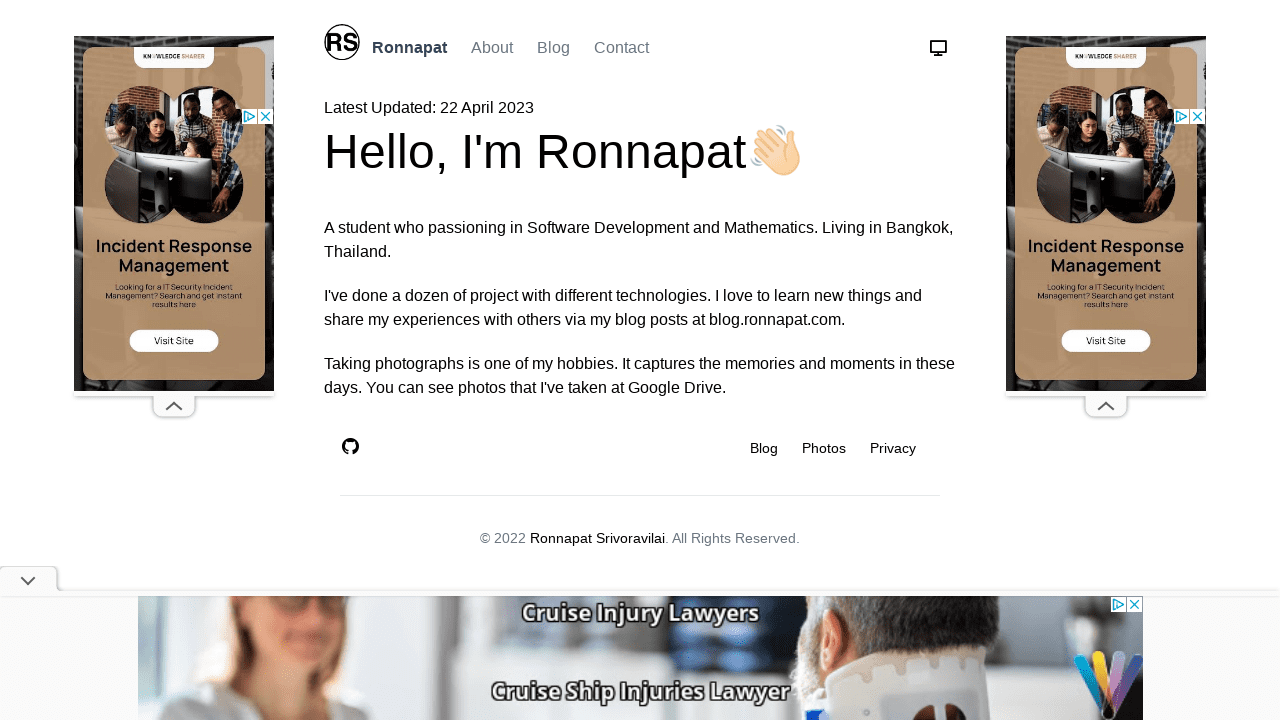 RS Ronnapat About Blog Contact
Latest Updated: 22 April 2023
Hello, I'm Ronnapat
A student who passioning in Software Development and Mathematics. Living in Bangkok,
Thailand.
I've done a dozen of project with different technologies. I love to learn new things and
share my experiences with others via my blog posts at blog.ronnapat.com.
Taking photographs is one of my hobbies. It captures the memories and moments in these
days. You can see photos that I've taken at Google Drive.
Blog Photos Privacy
© 2022 Ronnapat Srivoravilai. All Rights Reserved.
KNOWLEDGE SHARER
Incident Response
Management
Looking for a IT Security Incident
Management? Search and get instant
results here
Visit Site
KNOWLEDGE SHARER
Incident Response
Management
Looking for a IT Security Incident
Management? Search and get instant
results here
Visit Site
Cruise Injury Lawyers
Cruise Ship Injuries Lawyer